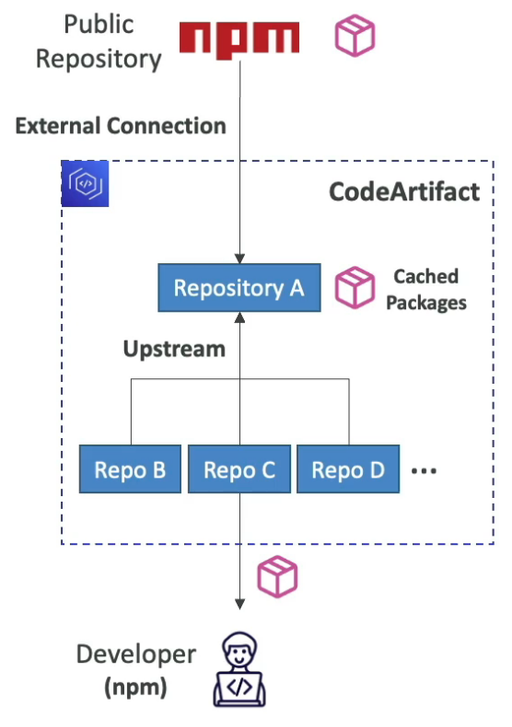 Public
Repository
npm
External Connection
CodeArtifact
Repository A
Cached
Packages
Upstream
Repo B
Repo C
Repo D
...
Developer
(npm)